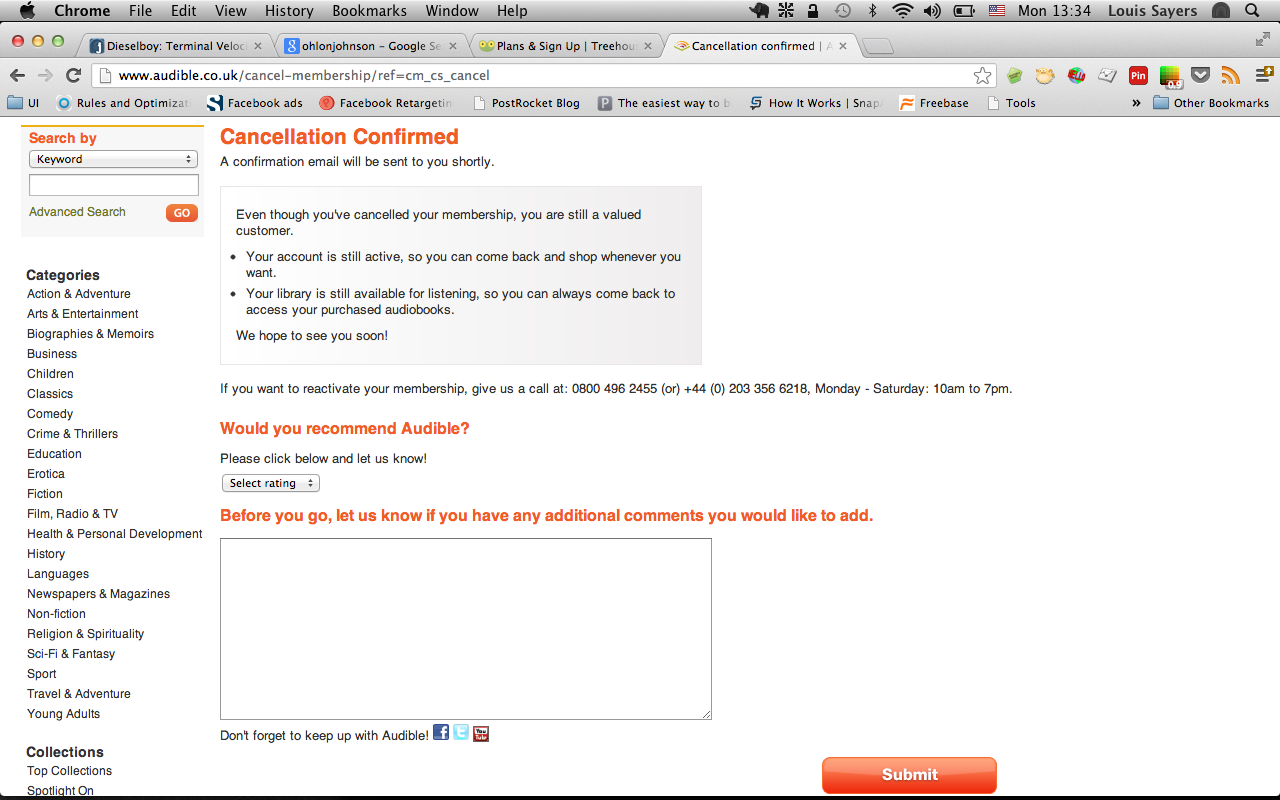 Chrome File Edit View History Bookmarks Window Help Mon 13:34 Louis Sayers
Dieselboy: Terminal Veloc ohlonjohnson - Google Se Plans & Sign Up | Treehou Cancellation confirmed | A
www.audible.co.uk/cancel-membership/ref=cm_cs_cancel
UI Rules and Optimizat Facebook ads Facebook Retargetin PostRocket Blog The easiest way to b How It Works | Snap Freebase Tools » Other Bookmarks
Search by
Keyword
Advanced Search GO
Categories
Action & Adventure
Arts & Entertainment
Biographies & Memoirs
Business
Children
Classics
Comedy
Crime & Thrillers
Education
Erotica
Fiction
Film, Radio & TV
Health & Personal Development
History
Languages
Newspapers & Magazines
Non-fiction
Religion & Spirituality
Sci-Fi & Fantasy
Sport
Travel & Adventure
Young Adults
Collections
Top Collections
Spotlight On
Cancellation Confirmed
A confirmation email will be sent to you shortly.
Even though you've cancelled your membership, you are still a valued
customer.
• Your account is still active, so you can come back and shop whenever you
want.
• Your library is still available for listening, so you can always come back to
access your purchased audiobooks.
We hope to see you soon!
If you want to reactivate your membership, give us a call at: 0800 496 2455 (or) +44 (0) 203 356 6218, Monday - Saturday: 10am to 7pm.
Would you recommend Audible?
Please click below and let us know!
Select rating
Before you go, let us know if you have any additional comments you would like to add.
Don't forget to keep up with Audible!
Submit